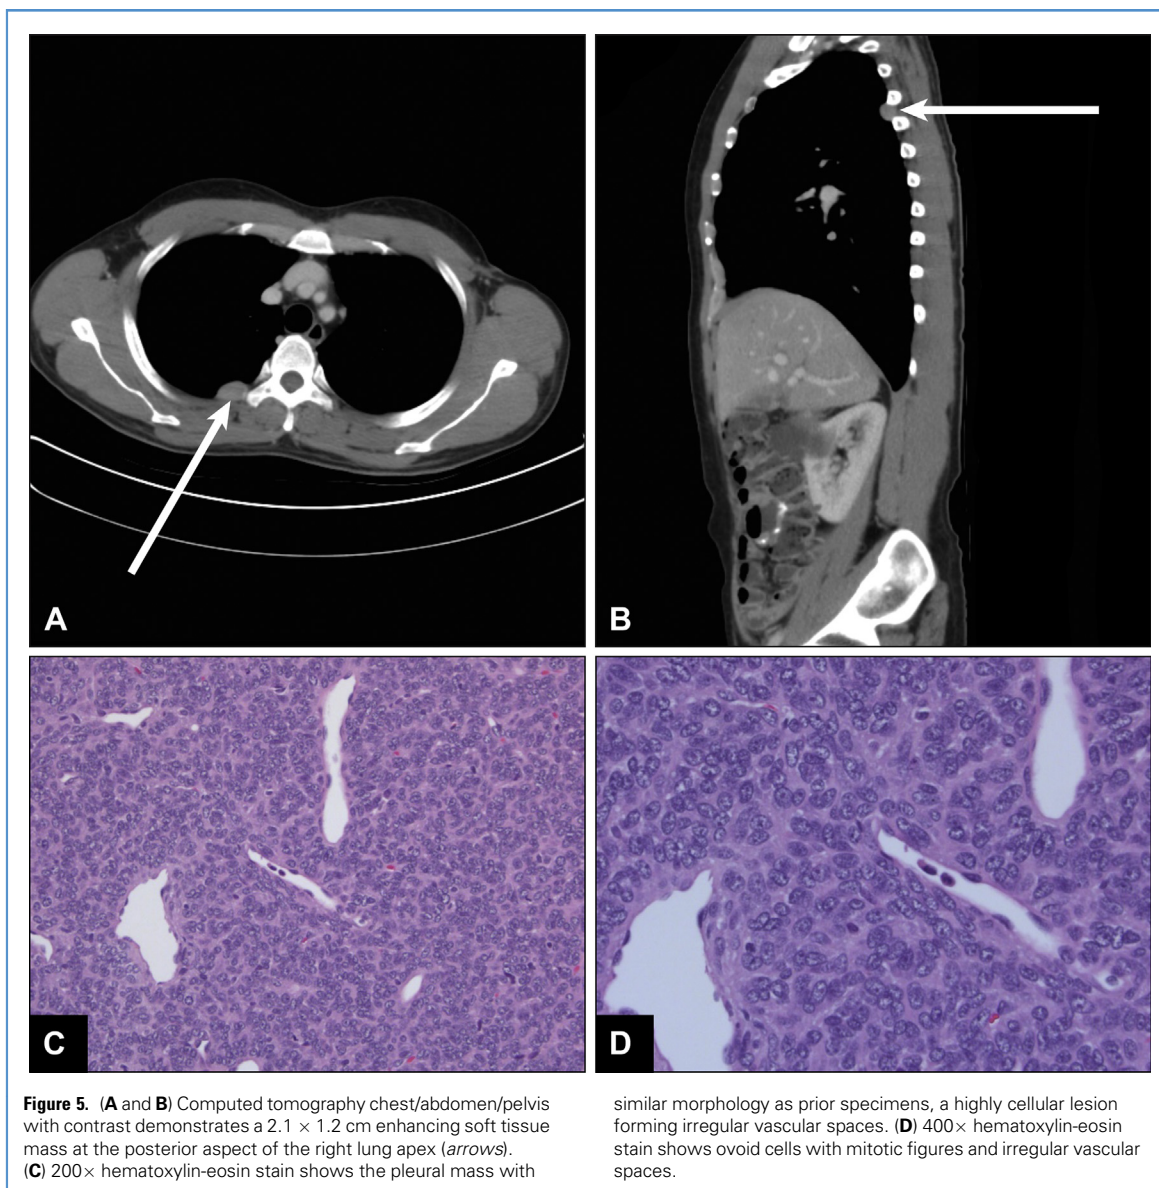 A
B
C
D
Figure 5. (A and B) Computed tomography chest/abdomen/pelvis
with contrast demonstrates a 2.1 × 1.2 cm enhancing soft tissue
mass at the posterior aspect of the right lung apex (arrows).
(C) 200× hematoxylin-eosin stain shows the pleural mass with
similar morphology as prior specimens, a highly cellular lesion
forming irregular vascular spaces. (D) 400× hematoxylin-eosin
stain shows ovoid cells with mitotic figures and irregular vascular
spaces.